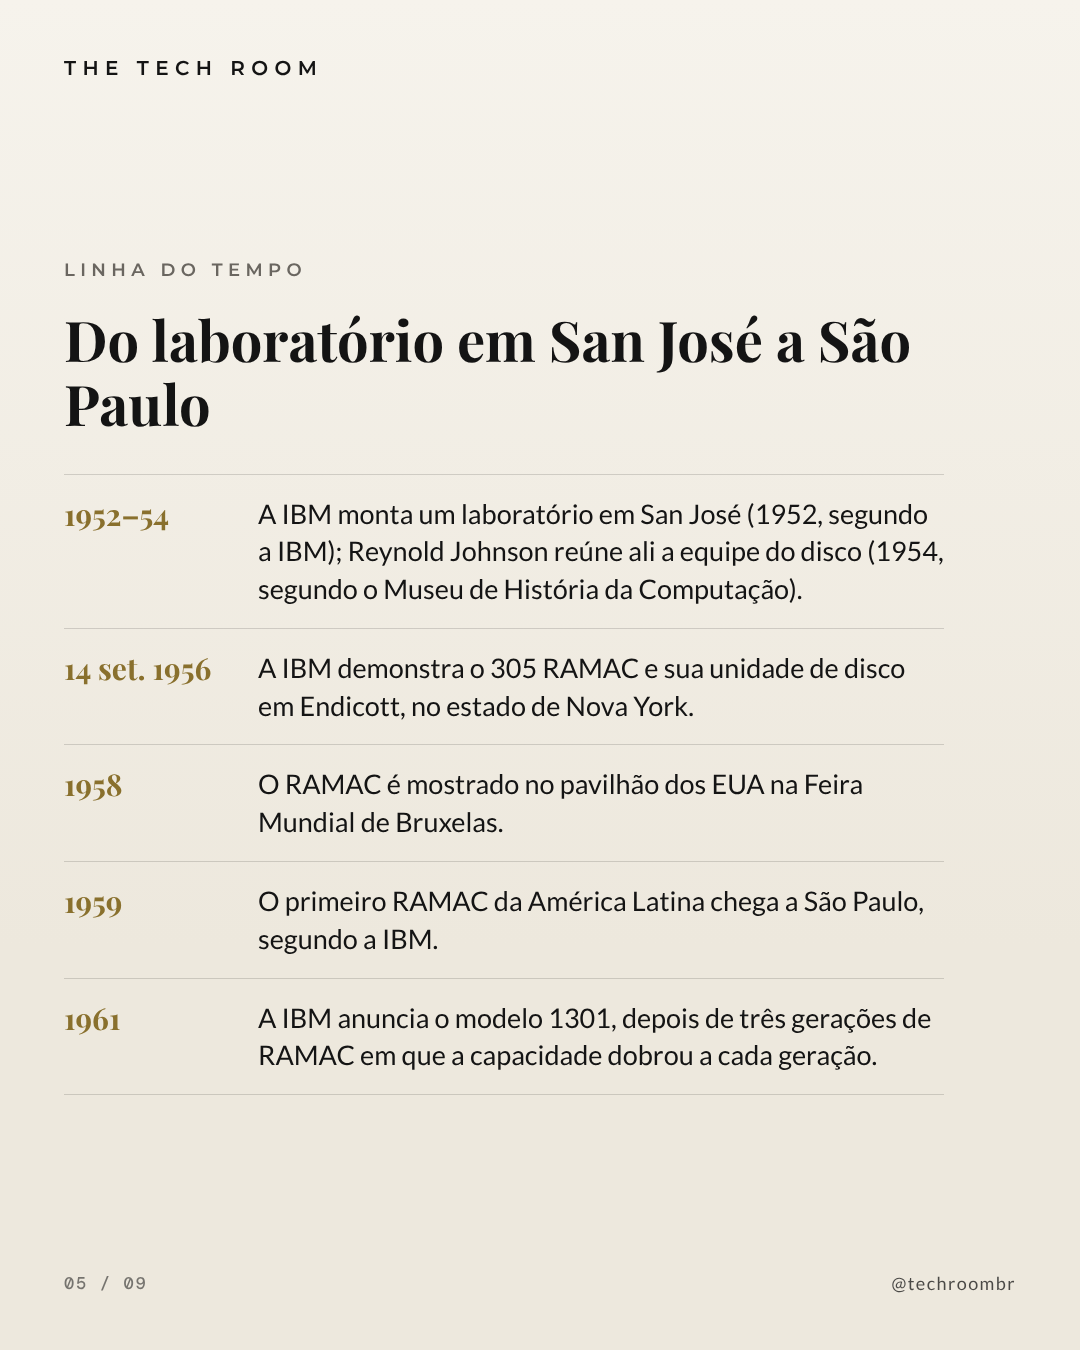 THE TECH ROOM
LINHA DO TEMPO
Do laboratório em San José a São
Paulo
1952–54
A IBM monta um laboratório em San José (1952, segundo
a IBM); Reynold Johnson reúne ali a equipe do disco (1954,
segundo o Museu de História da Computação).
14 set. 1956
A IBM demonstra o 305 RAMAC e sua unidade de disco
em Endicott, no estado de Nova York.
1958
O RAMAC é mostrado no pavilhão dos EUA na Feira
Mundial de Bruxelas.
1959
O primeiro RAMAC da América Latina chega a São Paulo,
segundo a IBM.
1961
A IBM anuncia o modelo 1301, depois de três gerações de
RAMAC em que a capacidade dobrou a cada geração.
05 / 09
@techroombr